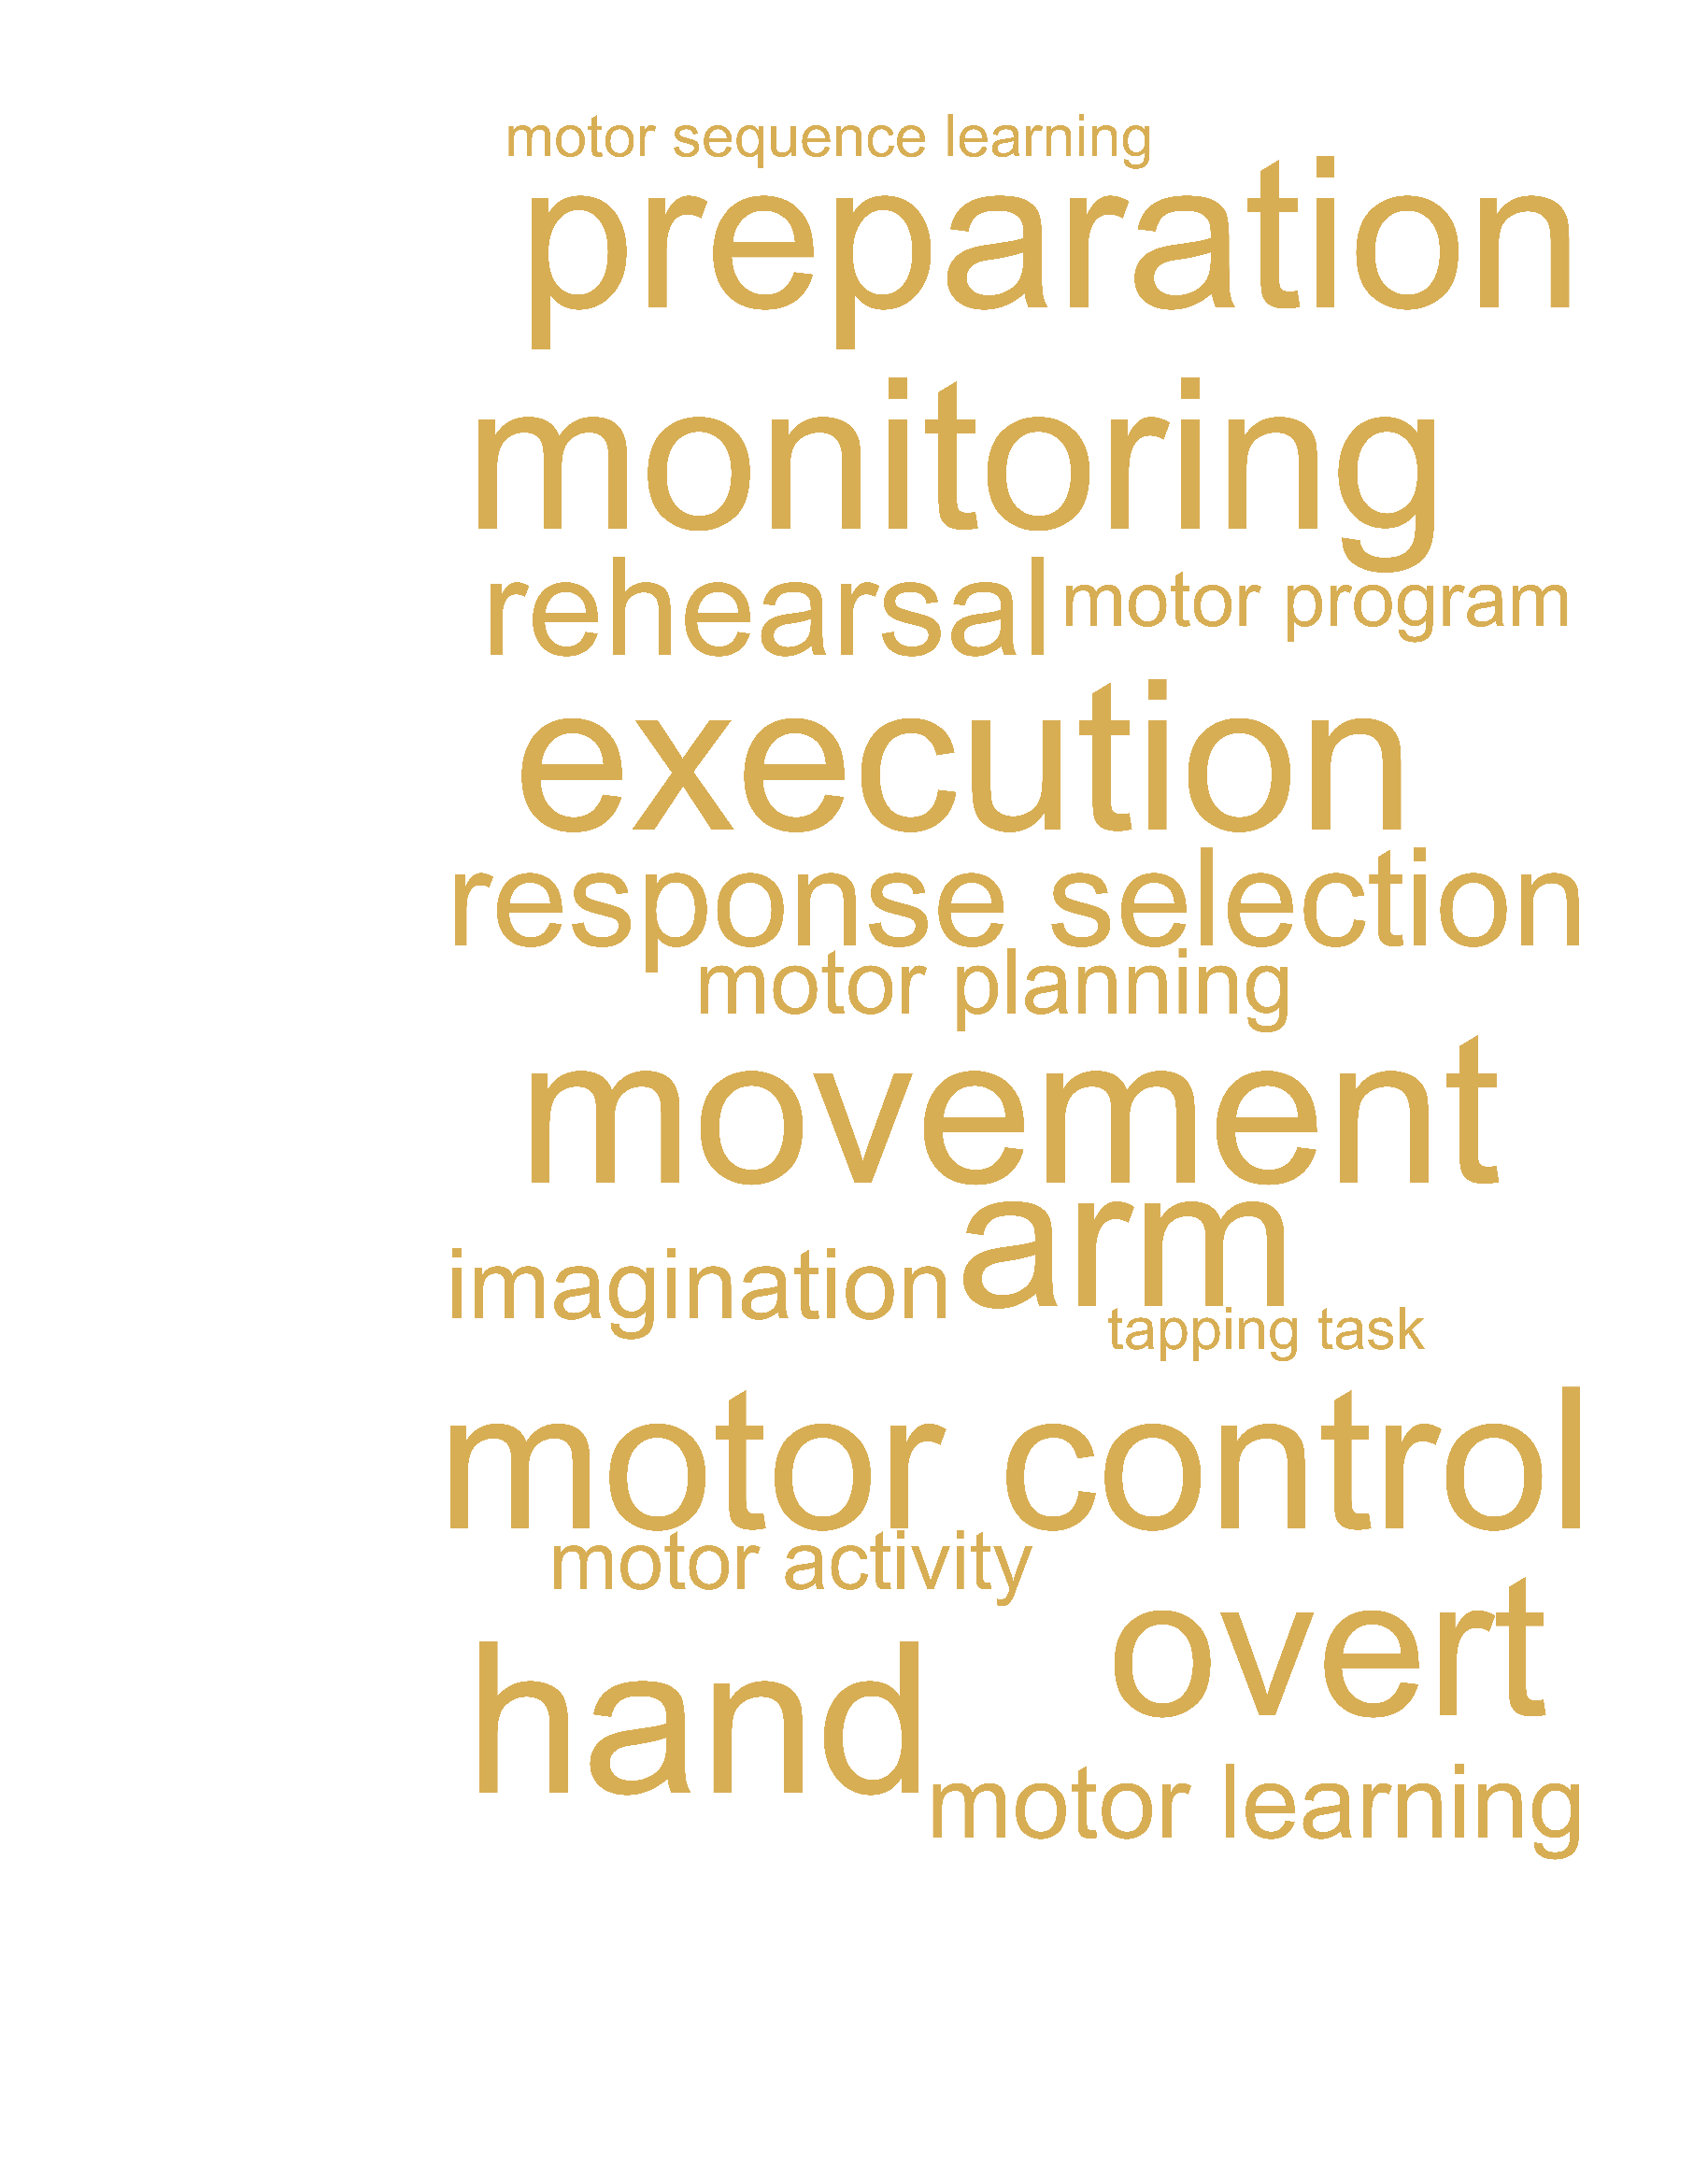 motor sequence learning
preparation
monitoring
rehearsal motor program
execution
response selection
motor planning
movement
arm
imagination
tapping task
motor control
motor activity
overt
hand
motor learning